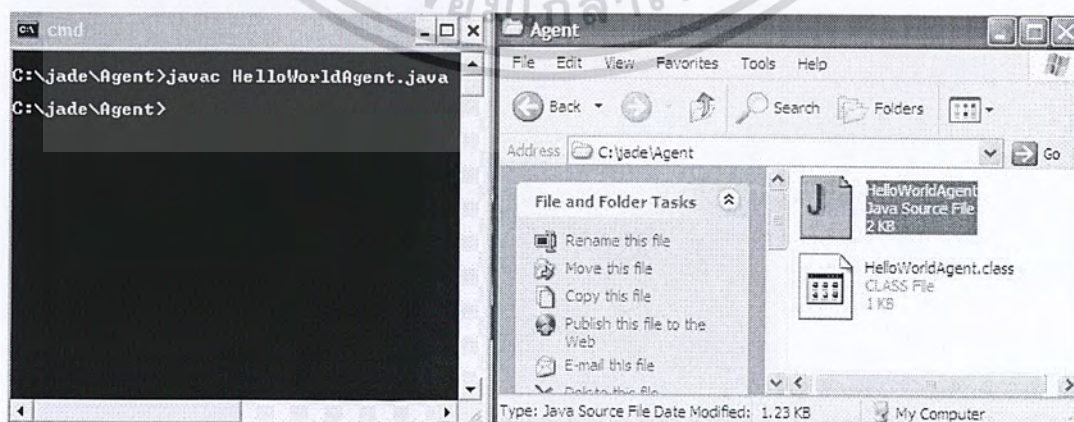 cmd
C:\jade\Agent>javac HelloWorldAgent.java
C:\jade\Agent>
Agent
File Edit View Favorites Tools Help
Back Search Folders
Address C:\jade\Agent Go
File and Folder Tasks
Rename this file
Move this file
Copy this file
Publish this file to the
Web
E-mail this file
Delete this file
HelloWorldAgent
Java Source File
2 KB
HelloWorldAgent.class
CLASS File
1 KB
Type: Java Source File Date Modified: 1.23 KB My Computer